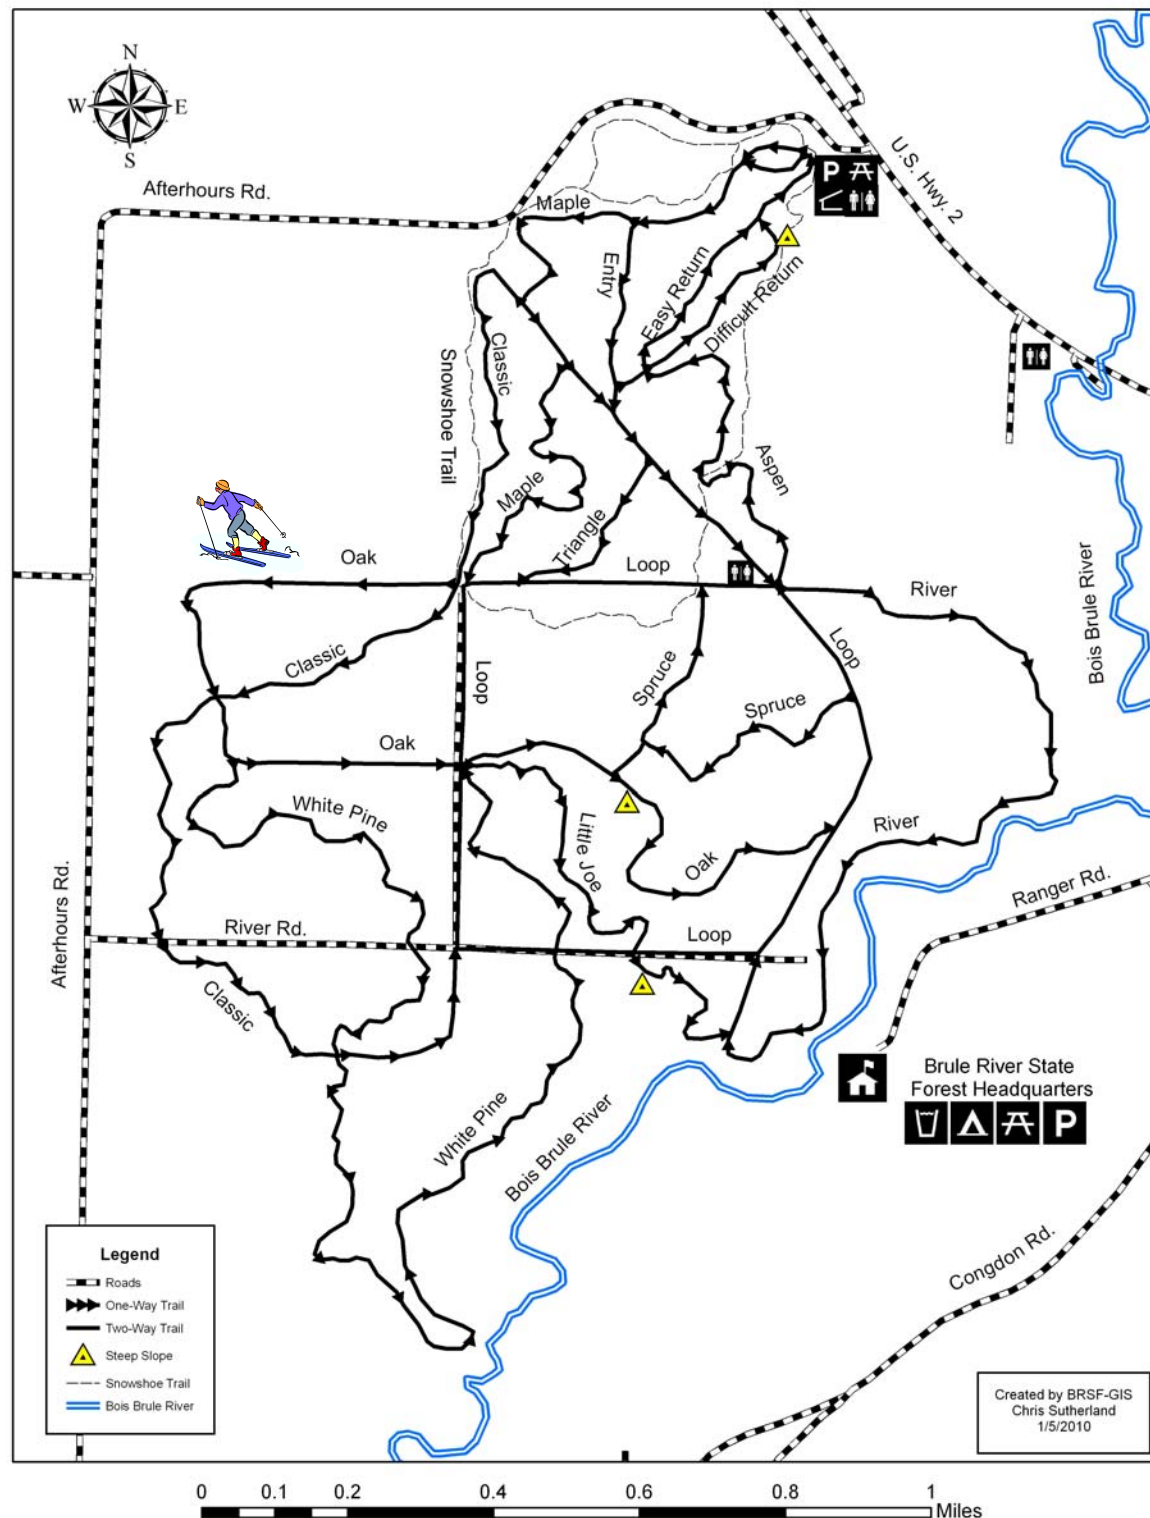 N
W
E
S
Afterhours Rd.
U.S. Hwy. 2
P
Maple
Entry
Easy Return
Difficult Return
Classic
Snowshoe Trail
Maple
Aspen
Triangle
Oak
Loop
River
Bois Brule River
Classic
Loop
Spruce
Spruce
Loop
Oak
White Pine
Little Joe
River
Oak
Ranger Rd.
Afterhours Rd.
River Rd.
Loop
Classic
Brule River State
Forest Headquarters
P
White Pine
Bois Brule River
Congdon Rd.
Legend
Roads
One-Way Trail
Two-Way Trail
Steep Slope
Snowshoe Trail
Bois Brule River
Created by BRSF-GIS
Chris Sutherland
1/5/2010
0 0.1 0.2 0.4 0.6 0.8 1
Miles